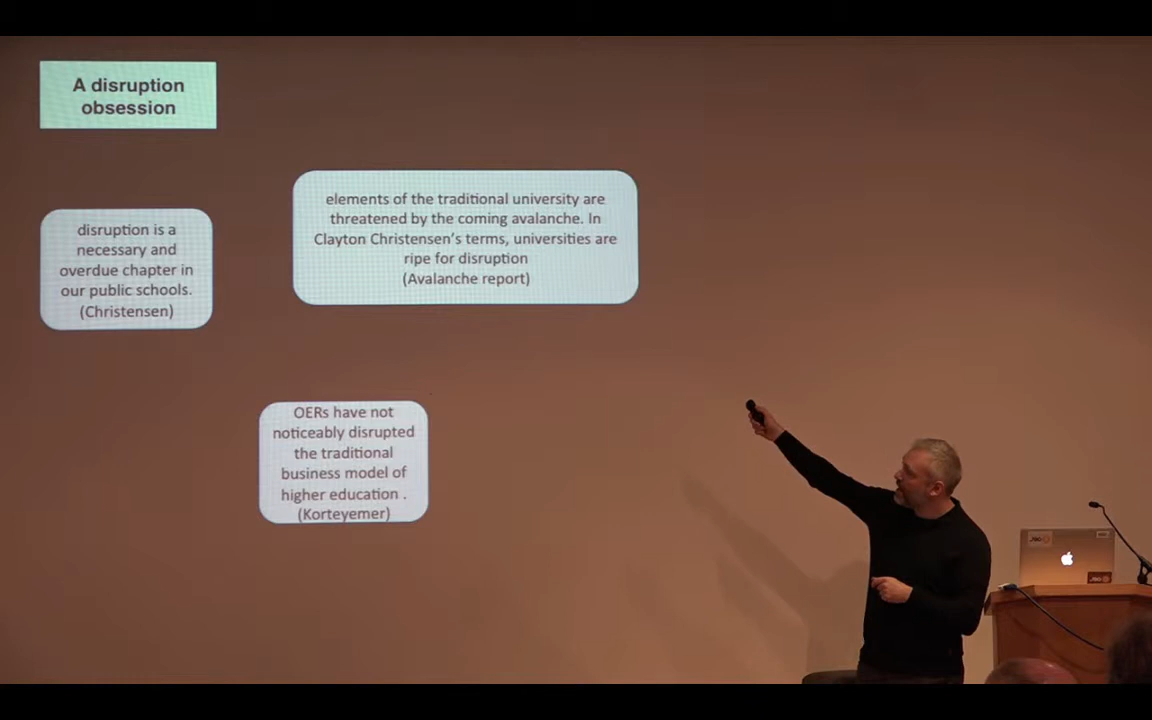 A disruption
obsession
disruption is a
necessary and
overdue chapter in
our public schools.
(Christensen)
elements of the traditional university are
threatened by the coming avalanche. In
Clayton Christensen's terms, universities are
ripe for disruption
(Avalanche report)
OERs have not
noticeably disrupted
the traditional
business model of
higher education .
(Korteyemer)